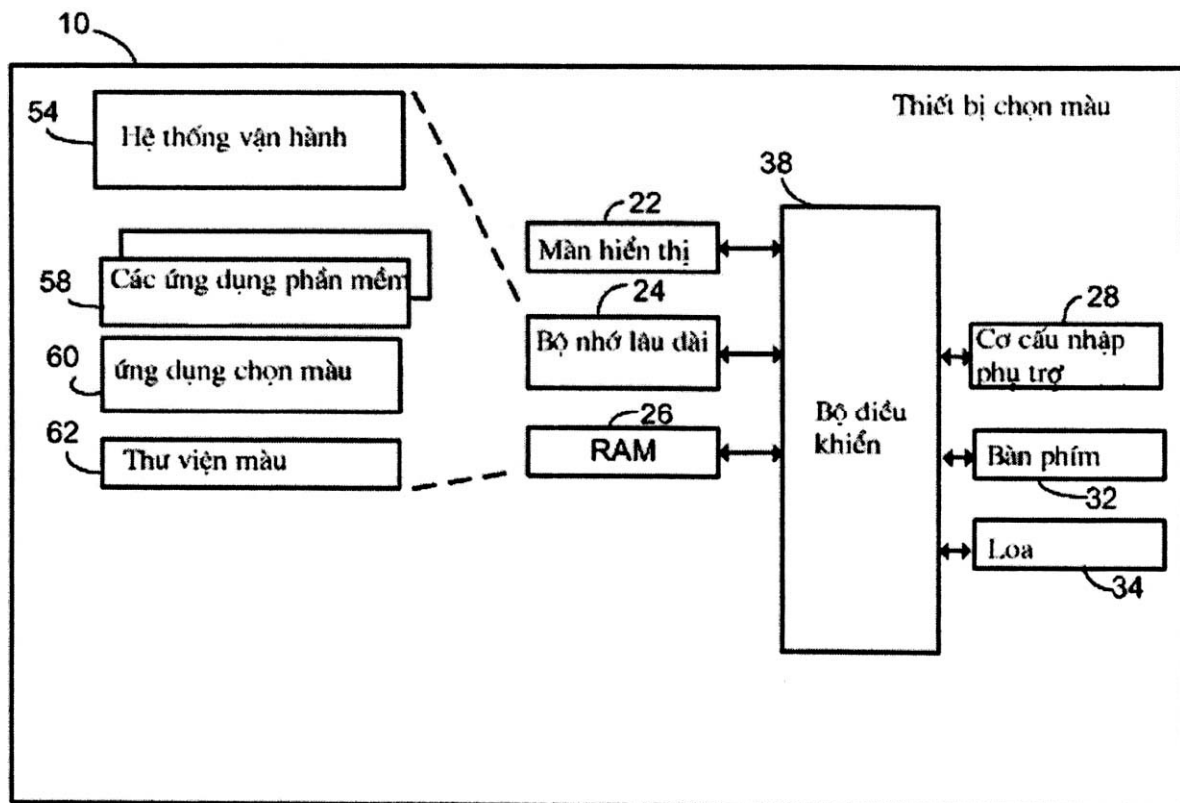 10
Thiết bị chọn màu
54
Hệ thống vận hành
38
22
Màn hiển thị
58
Các ứng dụng phần mềm
24
Bộ nhớ lâu dài
28
Cơ cấu nhập
phụ trợ
60
ứng dụng chọn màu
Bộ điều
khiển
26
RAM
62
Thư viện màu
Bàn phím
32
Loa
34